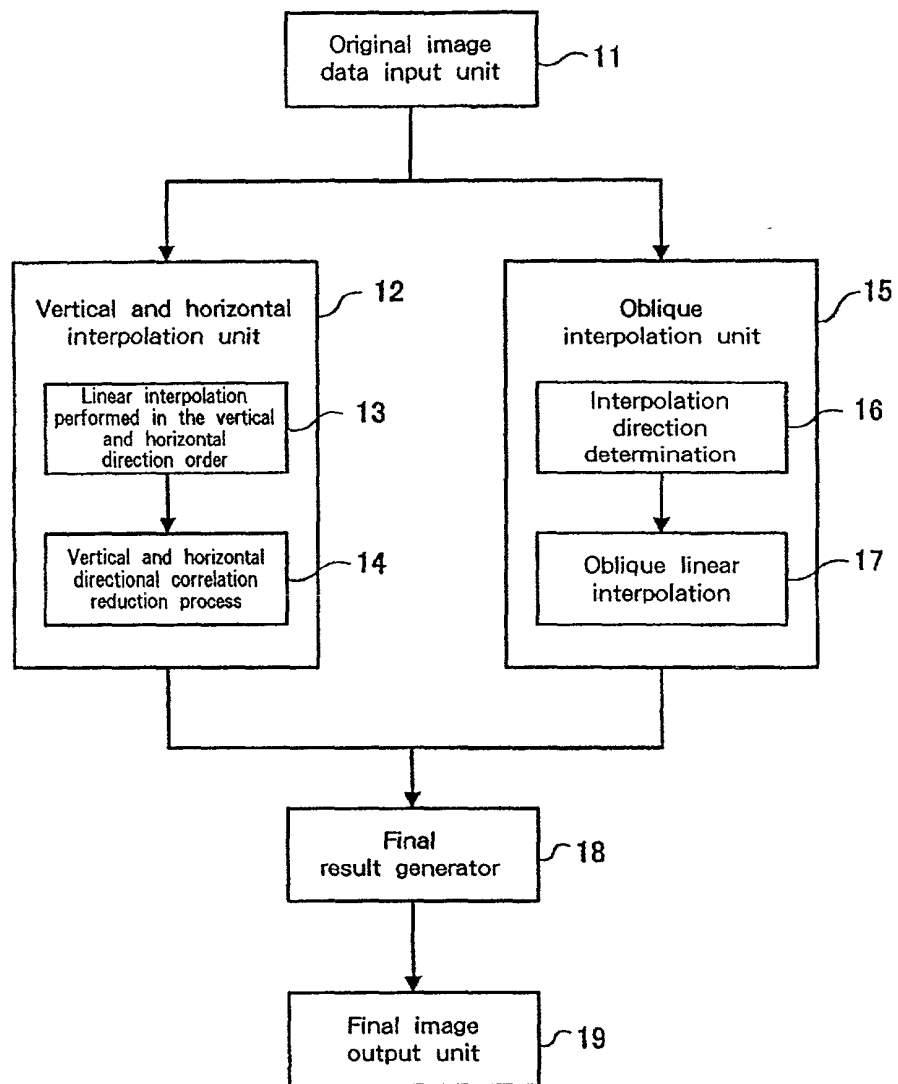 Original image
data input unit
11
Vertical and horizontal
interpolation unit
12
Linear interpolation
performed in the vertical
and horizontal
direction order
13
Vertical and horizontal
directional correlation
reduction process
14
Oblique
interpolation unit
15
Interpolation
direction
determination
16
Oblique linear
interpolation
17
Final
result generator
18
Final image
output unit
19